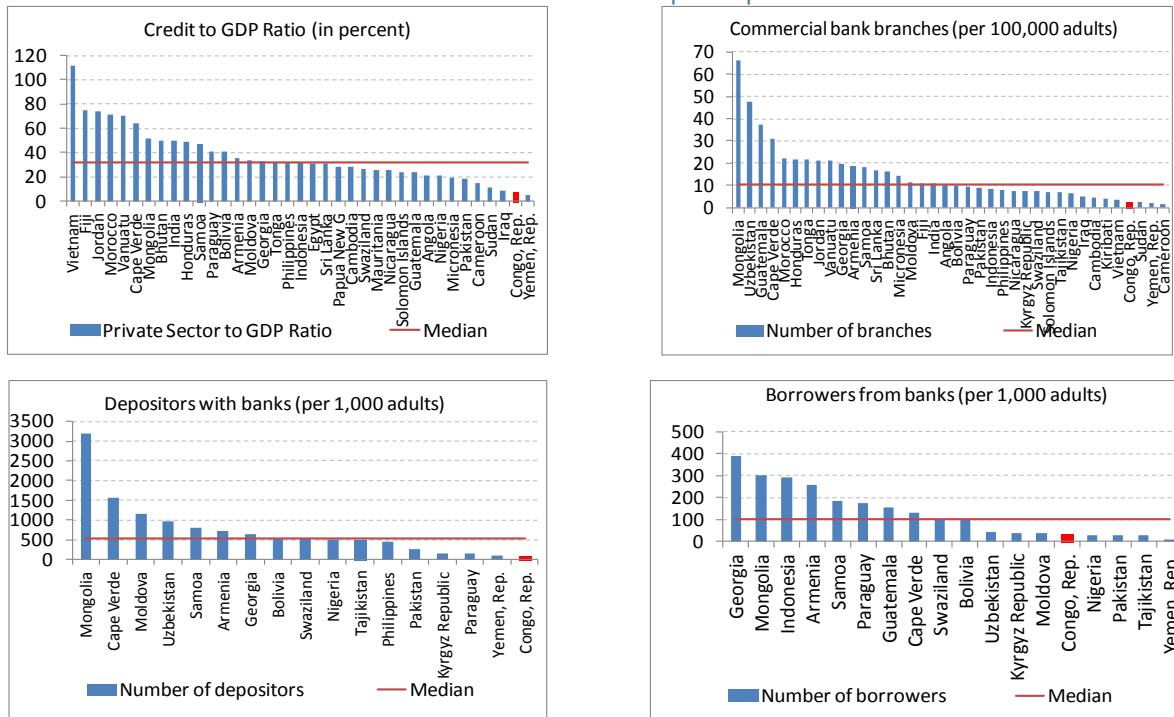 Credit to GDP Ratio (in percent)
120
100
80
60
40
20
0
Vietnam
Fiji
Jordan
Morocco
Vanuatu
Cape Verde
Mongolia
Bhutan
India
Honduras
Samoa
Paraguay
Bolivia
Armenia
Moldova
Georgia
Tonga
Philippines
Indonesia
Egypt
Sri Lanka
Papua New G
Cambodia
Swaziland
Mauritania
Nicaragua
Solomon Islands
Guatemala
Angola
Nigeria
Micronesia
Pakistan
Cameroon
Sudan
Iraq
Congo, Rep.
Yemen, Rep.
Private Sector to GDP Ratio
Median
Commercial bank branches (per 100,000 adults)
70
60
50
40
30
20
10
0
Mongolia
Uzbekistan
Guatemala
Cape Verde
Morocco
Honduras
Tonga
Jordan
Vanuatu
Georgia
Armenia
Samoa
Sri Lanka
Bhutan
Micronesia
Moldova
Fiji
India
Angola
Bolivia
Paraguay
Pakistan
Indonesia
Philippines
Nicaragua
Kyrgyz Republic
Swaziland
Solomon Islands
Tajikistan
Nigeria
Iraq
Cambodia
Kiribati
Vietnam
Congo, Rep.
Sudan
Yemen, Rep.
Cameroon
Number of branches
Median
Depositors with banks (per 1,000 adults)
3500
3000
2500
2000
1500
1000
500
0
Mongolia
Cape Verde
Moldova
Uzbekistan
Samoa
Armenia
Georgia
Bolivia
Swaziland
Nigeria
Tajikistan
Philippines
Pakistan
Kyrgyz Republic
Paraguay
Yemen, Rep.
Congo, Rep.
Number of depositors
Median
Borrowers from banks (per 1,000 adults)
500
400
300
200
100
0
Georgia
Mongolia
Indonesia
Armenia
Samoa
Paraguay
Guatemala
Cape Verde
Swaziland
Bolivia
Uzbekistan
Kyrgyz Republic
Moldova
Congo, Rep.
Nigeria
Pakistan
Tajikistan
Yemen, Rep.
Number of borrowers
Median